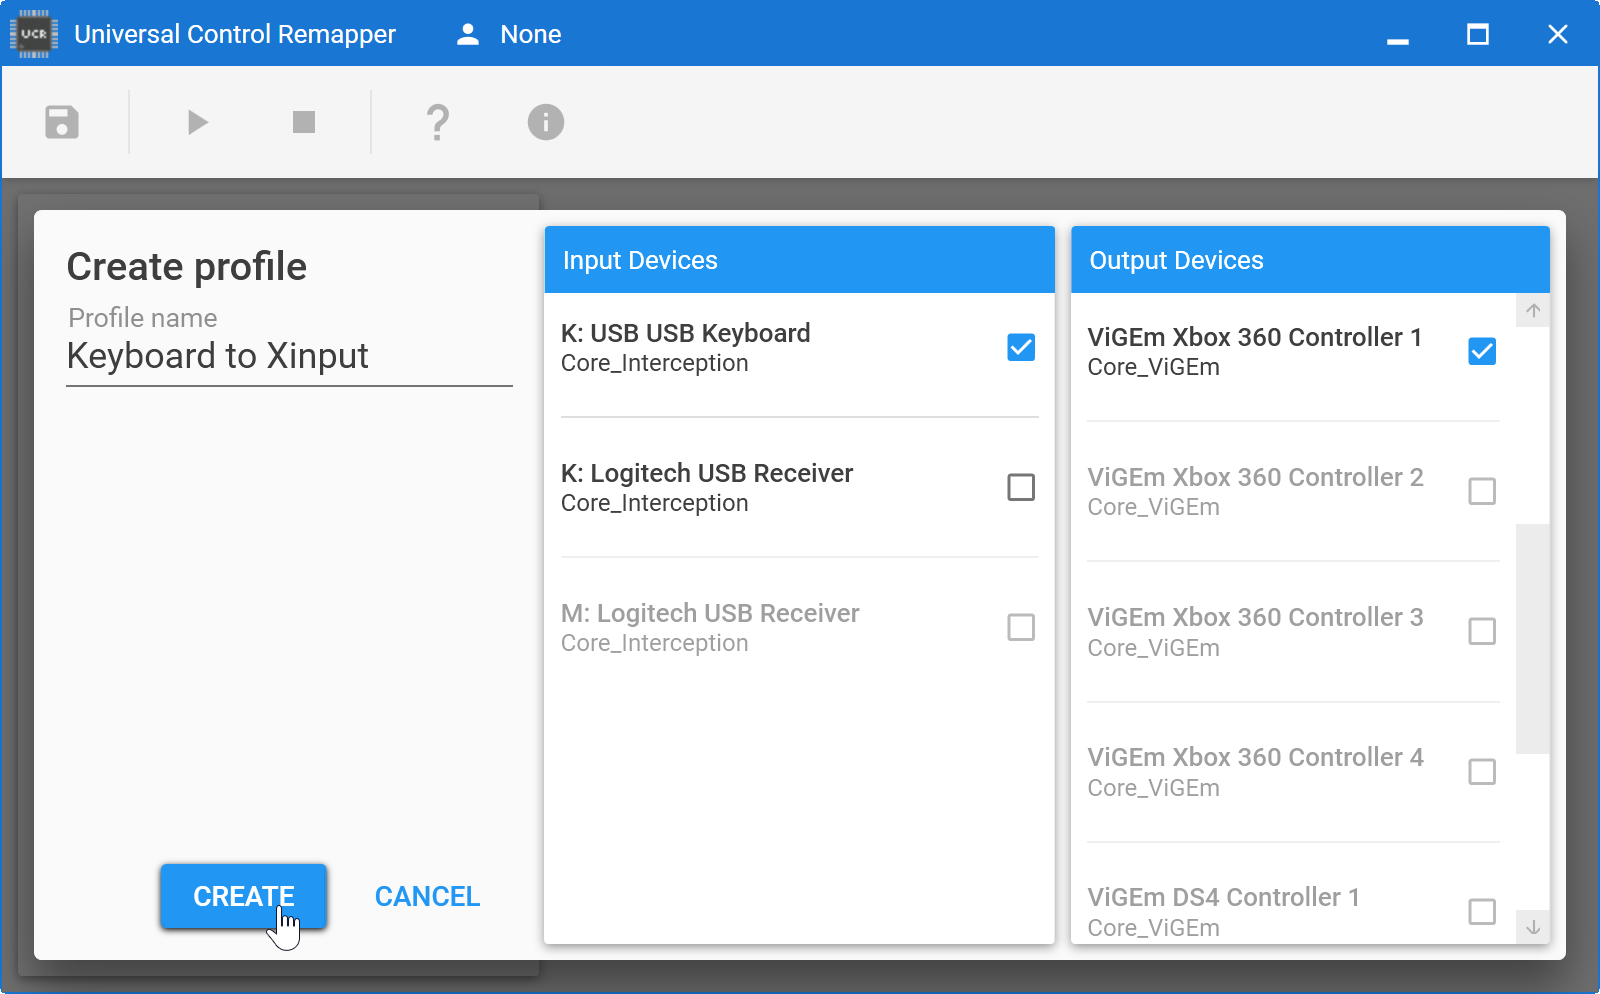 UCR
Universal Control Remapper
None
?
i
Create profile
Profile name
Keyboard to Xinput
CREATE
CANCEL
Input Devices
K: USB USB Keyboard
Core_Interception
K: Logitech USB Receiver
Core_Interception
M: Logitech USB Receiver
Core_Interception
Output Devices
ViGEm Xbox 360 Controller 1
Core_ViGEm
ViGEm Xbox 360 Controller 2
Core_ViGEm
ViGEm Xbox 360 Controller 3
Core_ViGEm
ViGEm Xbox 360 Controller 4
Core_ViGEm
ViGEm DS4 Controller 1
Core_ViGEm